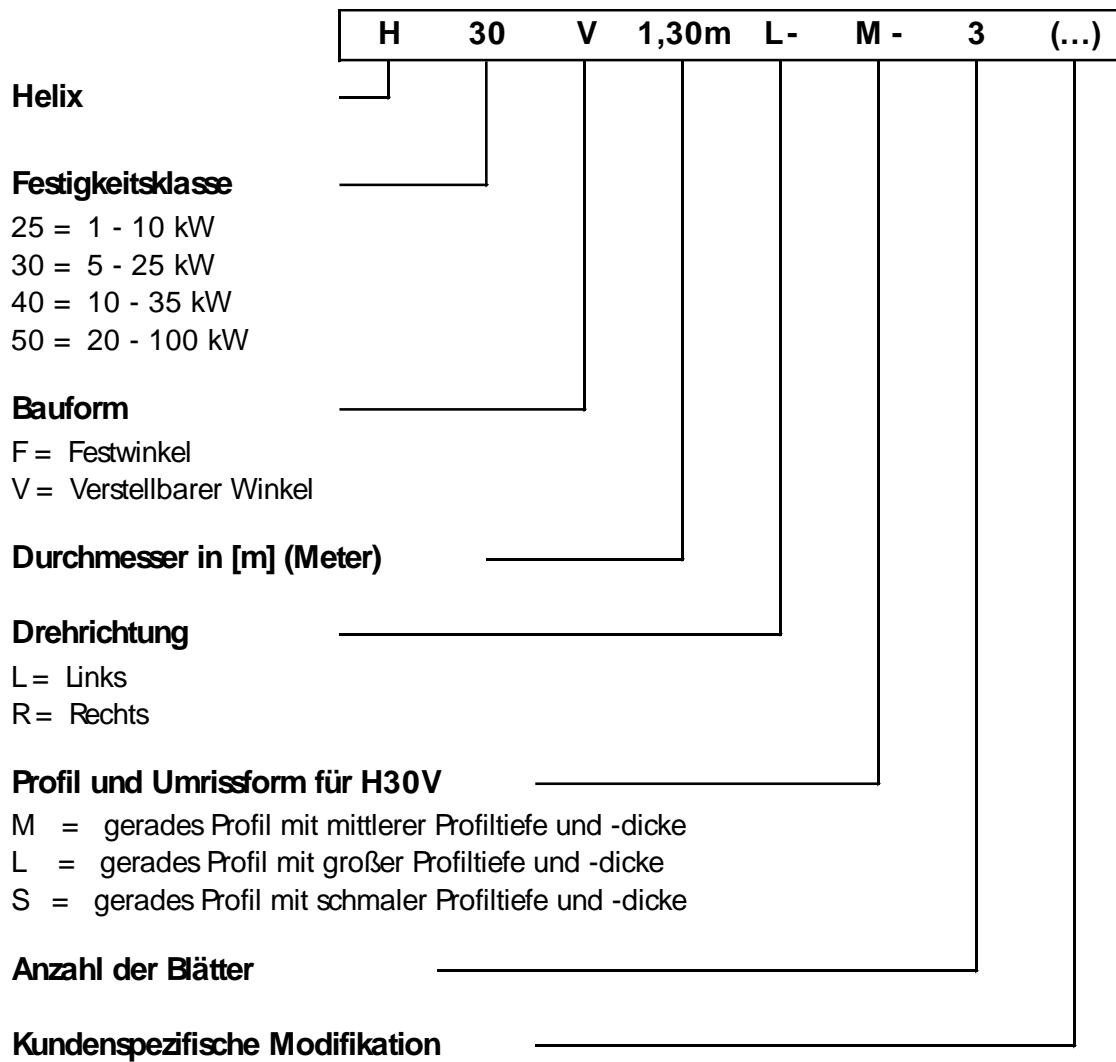 H 30 V 1,30m L- M - 3 (...)
Helix
Festigkeitsklasse
25 = 1 - 10 kW
30 = 5 - 25 kW
40 = 10 - 35 kW
50 = 20 - 100 kW
Bauform
F = Festwinkel
V = Verstellbarer Winkel
Durchmesser in [m] (Meter)
Drehrichtung
L = Links
R = Rechts
Profil und Umrissform für H30V
M = gerades Profil mit mittlerer Profiltiefe und -dicke
L = gerades Profil mit großer Profiltiefe und -dicke
S = gerades Profil mit schmaler Profiltiefe und -dicke
Anzahl der Blätter
Kundenspezifische Modifikation